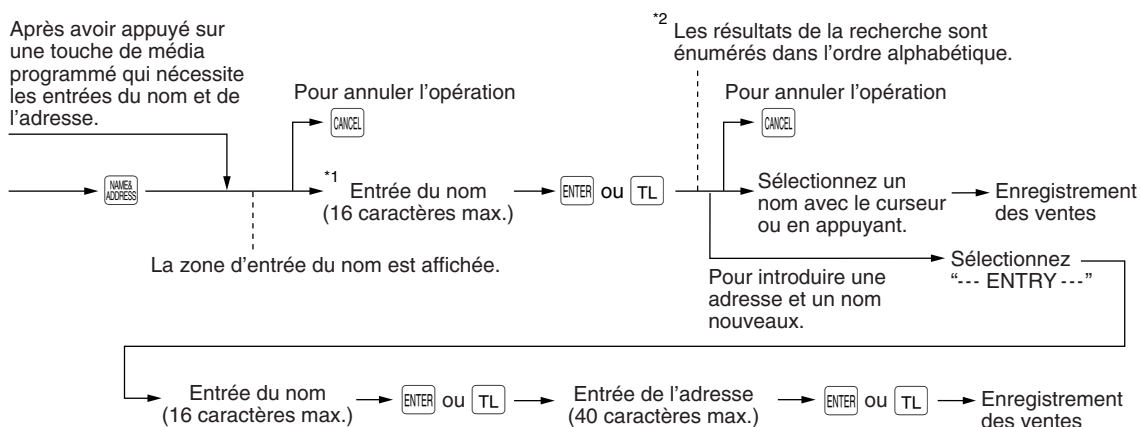 Après avoir appuyé sur
une touche de média
programmé qui nécessite
les entrées du nom et de
l'adresse.
*2
Les résultats de la recherche sont
énumérés dans l'ordre alphabétique.
Pour annuler l'opération
CANCEL
Pour annuler l'opération
CANCEL
NAME&
ADDRESS
*1
Entrée du nom
(16 caractères max.)
ENTER ou TL
Sélectionnez un
nom avec le curseur
ou en appuyant.
Enregistrement
des ventes
La zone d'entrée du nom est affichée.
Pour introduire une
adresse et un nom
nouveaux.
Sélectionnez
"--- ENTRY ---"
Entrée du nom
(16 caractères max.)
ENTER ou TL
Entrée de l'adresse
(40 caractères max.)
ENTER ou TL
Enregistrement
des ventes